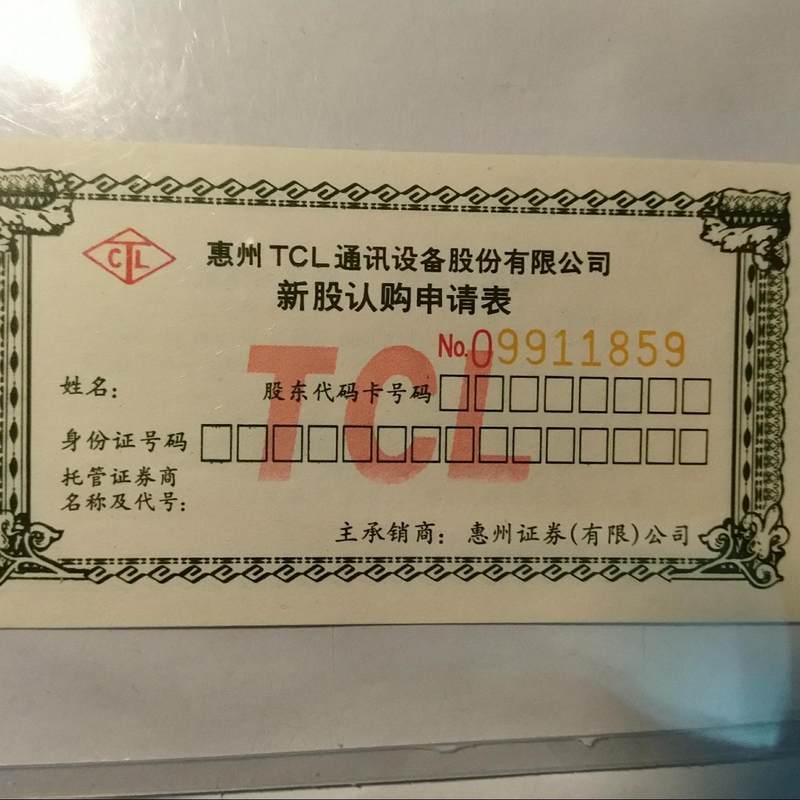 CTL
惠州TCL通讯设备股份有限公司
新股认购申请表
No.09911859
TCL
姓名： 股东代码卡号码
身份证号码
托管证券商
名称及代号：
主承销商：惠州证券(有限)公司